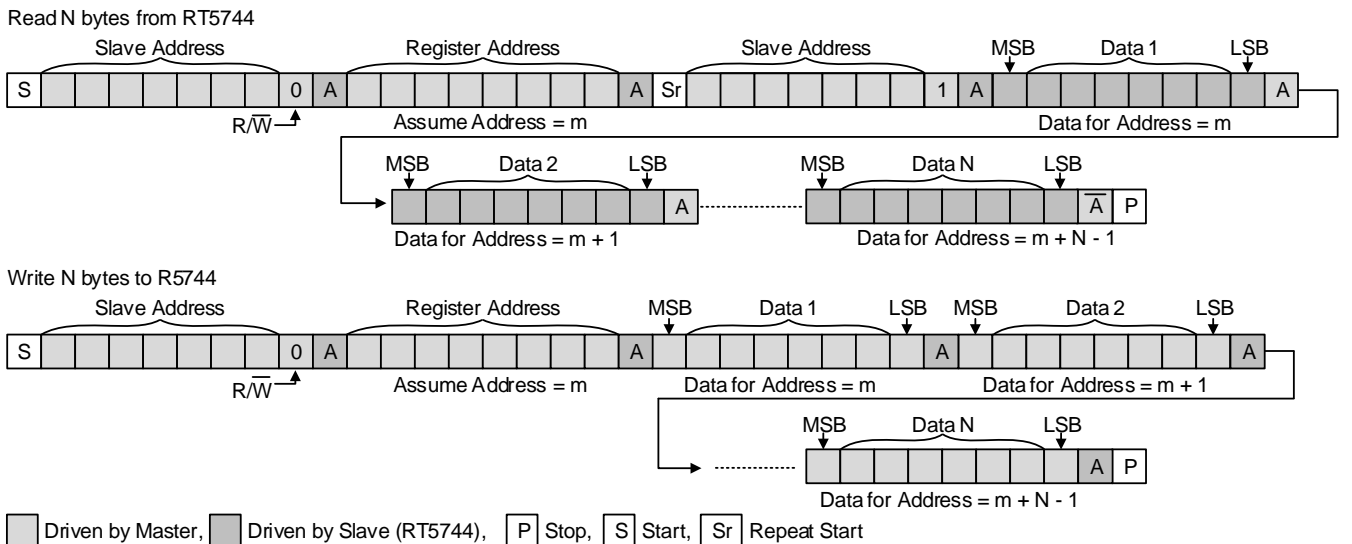 Read N bytes from RT5744
Slave Address Register Address Slave Address MSB Data 1 LSB
S 0 A A Sr 1 A A
R/W̅ Assume Address = m Data for Address = m
MSB Data 2 LSB MSB Data N LSB
A A̅ P
Data for Address = m + 1 Data for Address = m + N - 1
Write N bytes to R5744
Slave Address Register Address MSB Data 1 LSB MSB Data 2 LSB
S 0 A A A A
R/W̅ Assume Address = m Data for Address = m Data for Address = m + 1
MSB Data N LSB
A P
Data for Address = m + N - 1
Driven by Master, Driven by Slave (RT5744), P Stop, S Start, Sr Repeat Start